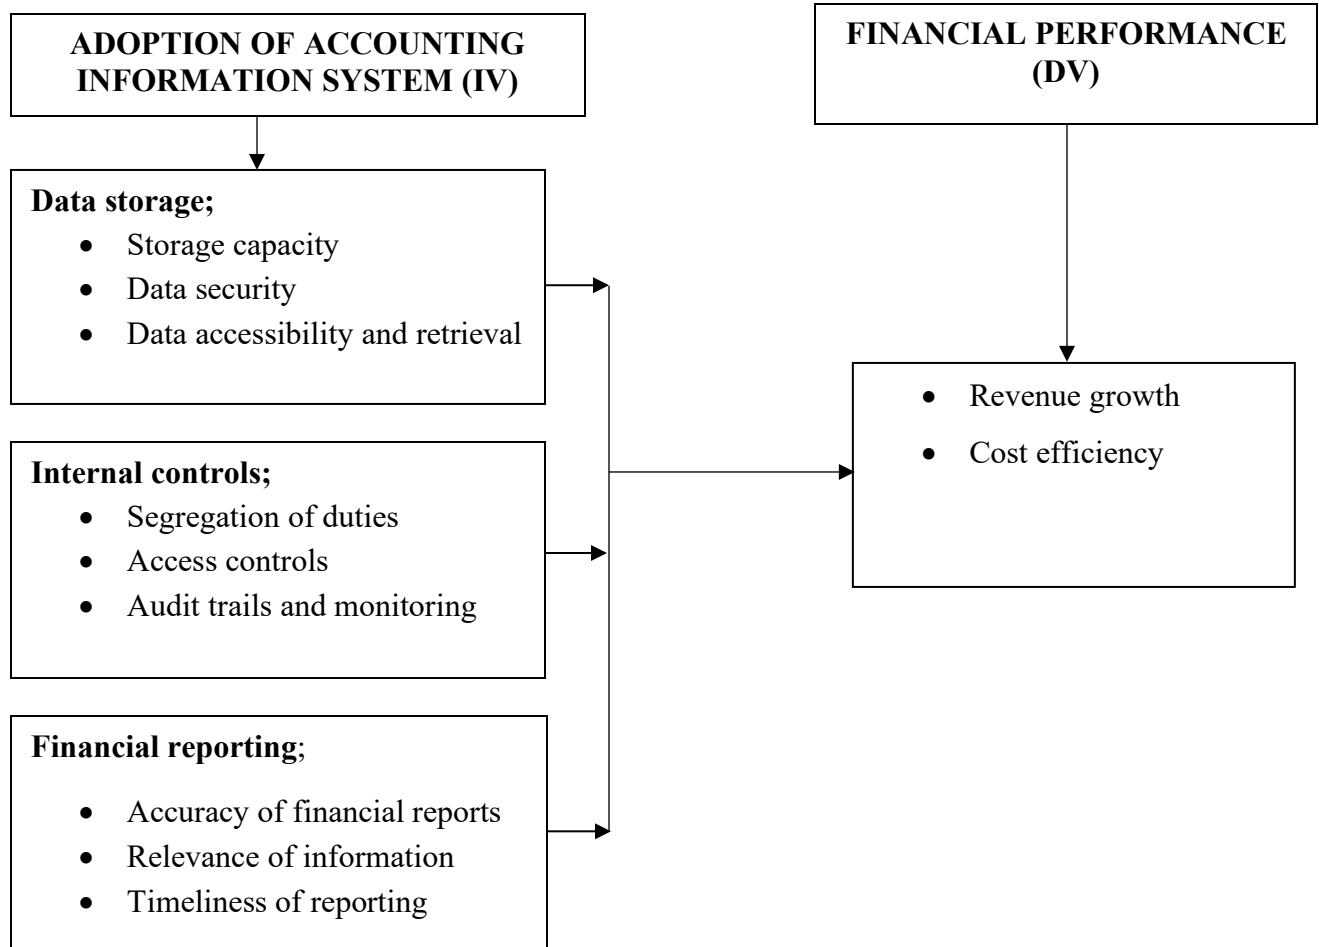 ADOPTION OF ACCOUNTING
INFORMATION SYSTEM (IV)
FINANCIAL PERFORMANCE
(DV)
Data storage;
• Storage capacity
• Data security
• Data accessibility and retrieval
Internal controls;
• Segregation of duties
• Access controls
• Audit trails and monitoring
Financial reporting;
• Accuracy of financial reports
• Relevance of information
• Timeliness of reporting
• Revenue growth
• Cost efficiency